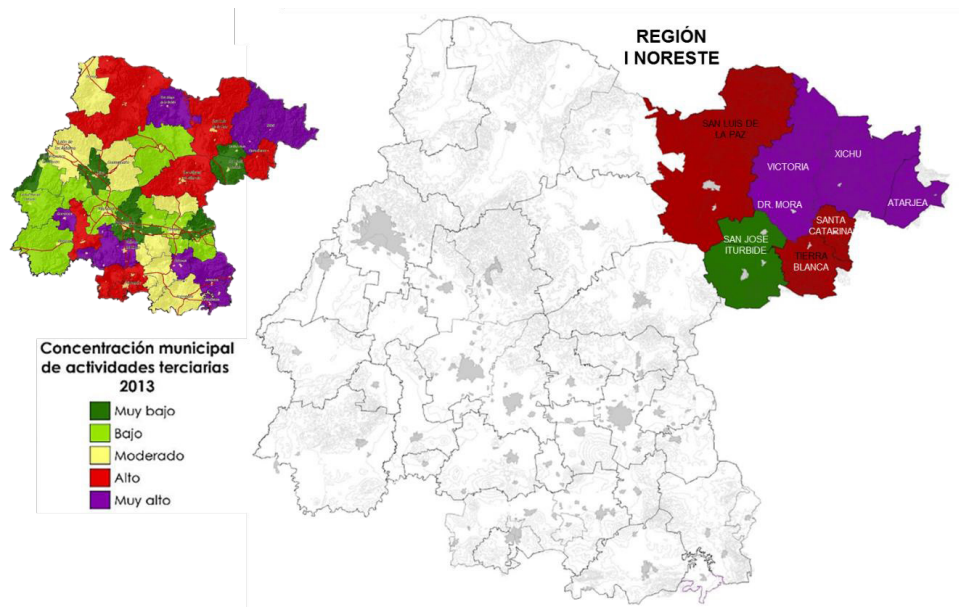 REGIÓN
I NORESTE
SAN LUIS DE
LA PAZ
XICHU
VICTORIA
ATARJEA
DR. MORA
SANTA
CATARINA
SAN JOSE
ITURBIDE
TIERRA
BLANCA
Concentración municipal
de actividades terciarias
2013
Muy bajo
Bajo
Moderado
Alto
Muy alto